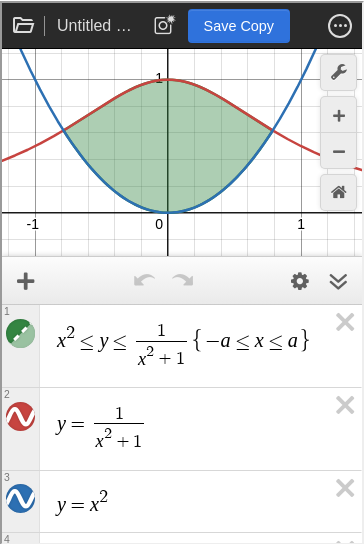 Untitled ... Save Copy
1
-1 0 1
1
x² ≤ y ≤ 1/(x² + 1) {−a ≤ x ≤ a}
2
y = 1/(x² + 1)
3
y = x²
4